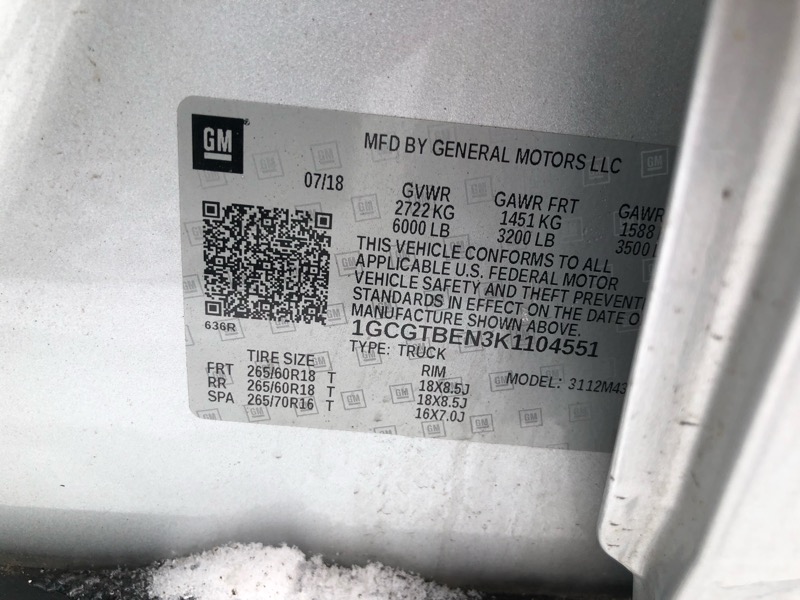 GM
MFD BY GENERAL MOTORS LLC
07/18
GVWR GAWR FRT GAWR
2722 KG 1451 KG 1588
6000 LB 3200 LB 3500
THIS VEHICLE CONFORMS TO ALL
APPLICABLE U.S. FEDERAL MOTOR
VEHICLE SAFETY AND THEFT PREVENT
STANDARDS IN EFFECT ON THE DATE O
MANUFACTURE SHOWN ABOVE.
636R
1GCGTBEN3K1104551
TYPE: TRUCK
TIRE SIZE RIM MODEL: 3112M43
FRT 265/60R18 T 18X8.5J
RR 265/60R18 T 18X8.5J
SPA 265/70R16 T 16X7.0J